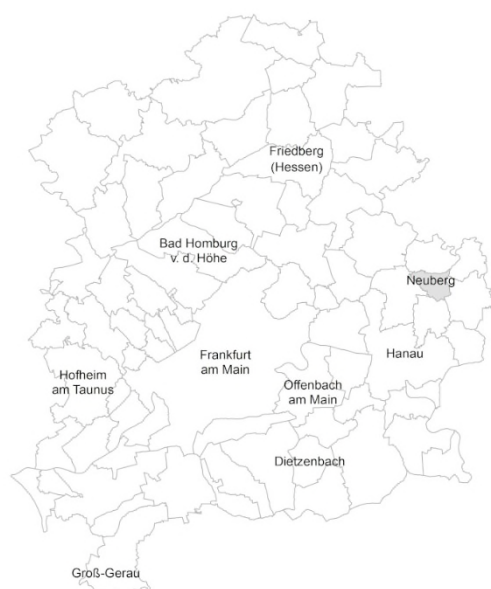 Friedberg
(Hessen)
Bad Homburg
v. d. Höhe
Neuberg
Frankfurt
am Main
Hanau
Hofheim
am Taunus
Offenbach
am Main
Dietzenbach
Groß-Gerau